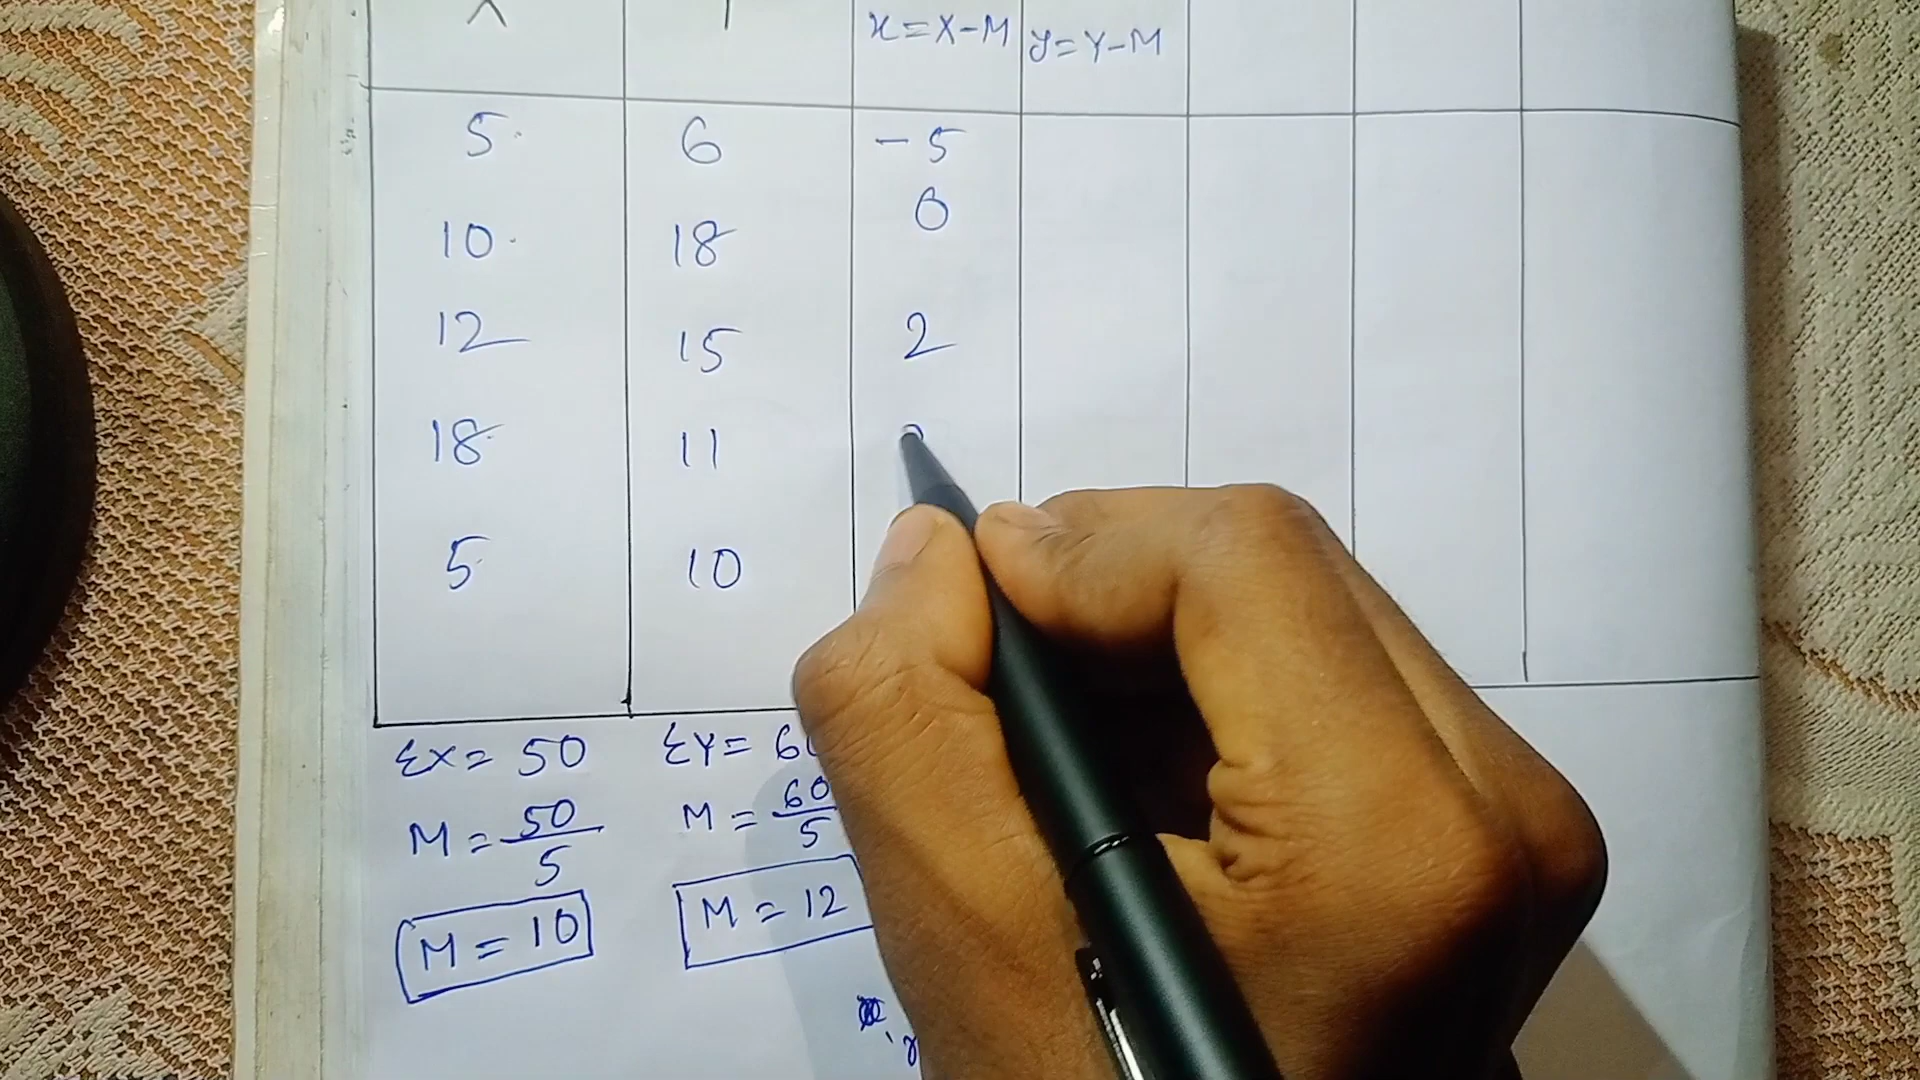 X Y x=X-M y=Y-M
5 6 -5
10 18 0
12 15 2
18 11
5 10
ΣX= 50 ΣY= 60
M = 50/5 M = 60/5
M = 10 M = 12